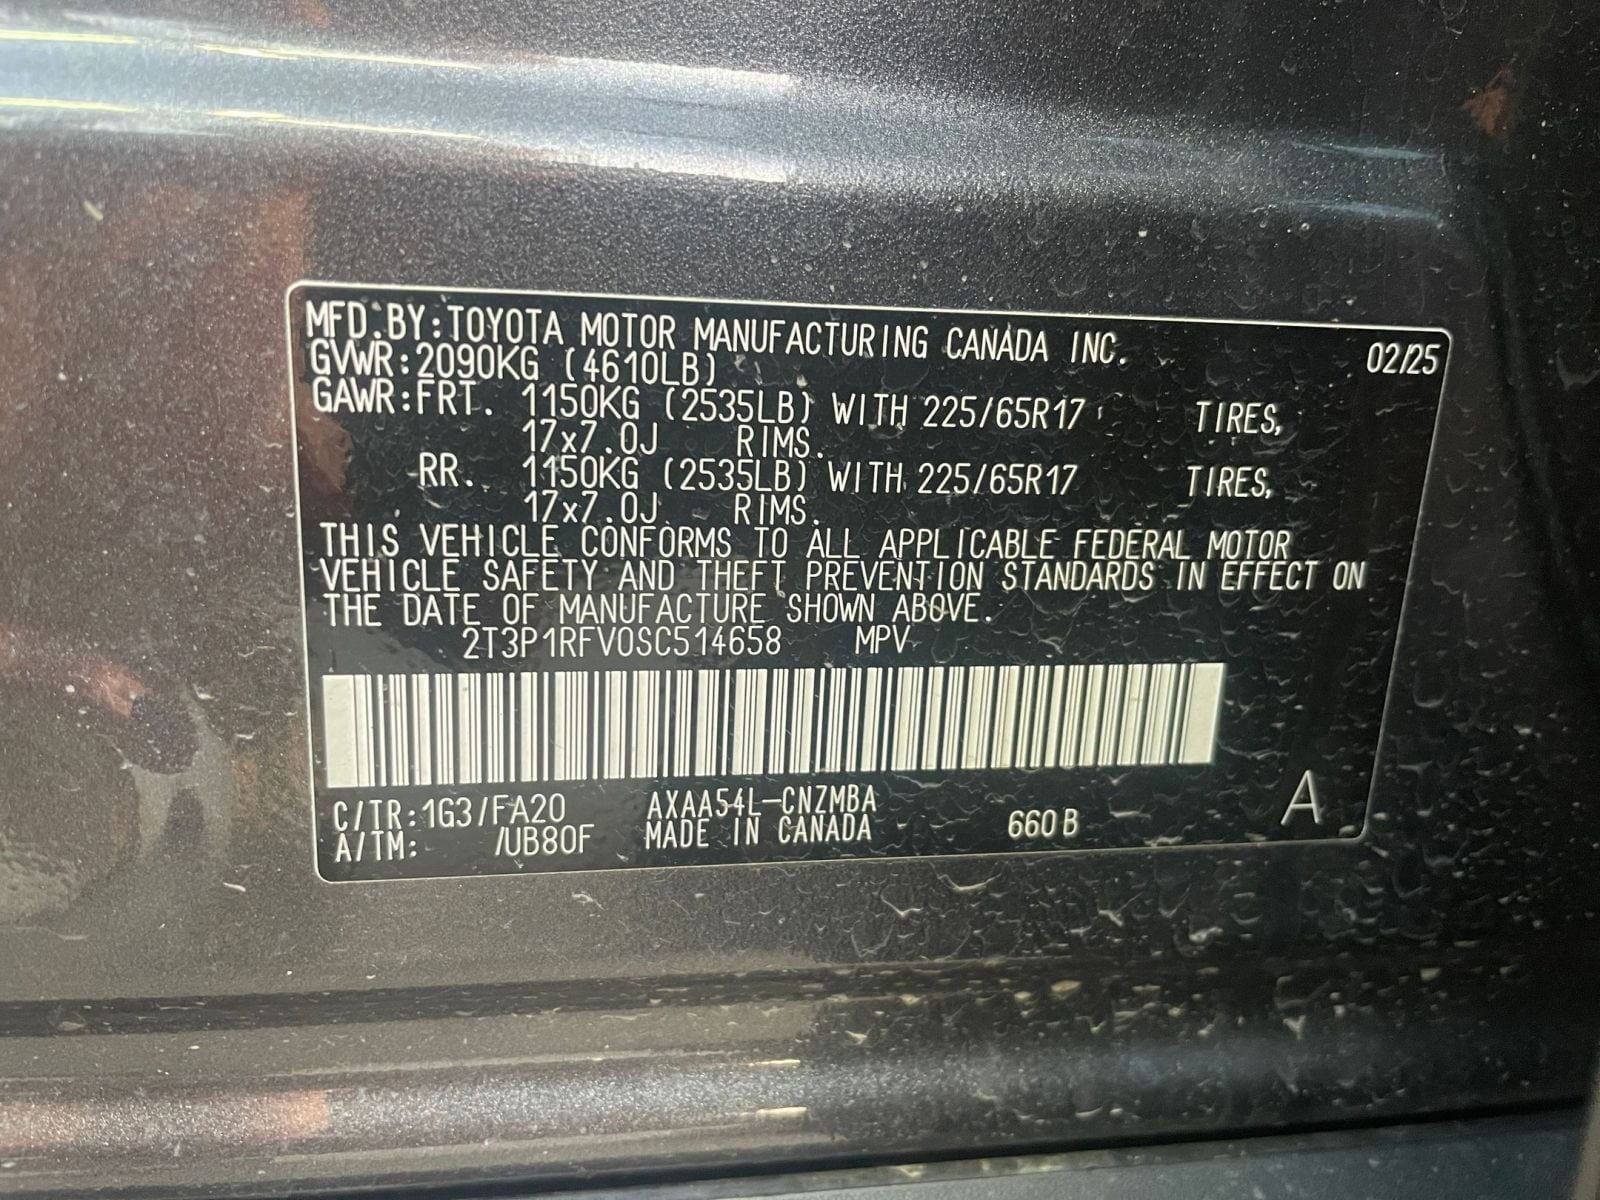 MFD.BY:TOYOTA MOTOR MANUFACTURING CANADA INC. 02/25
GVWR:2090KG (4610LB)
GAWR:FRT. 1150KG (2535LB) WITH 225/65R17 TIRES,
17x7.0J RIMS.
RR. 1150KG (2535LB) WITH 225/65R17 TIRES,
17x7.0J RIMS.
THIS VEHICLE CONFORMS TO ALL APPLICABLE FEDERAL MOTOR
VEHICLE SAFETY AND THEFT PREVENTION STANDARDS IN EFFECT ON
THE DATE OF MANUFACTURE SHOWN ABOVE.
2T3P1RFV0SC514658 MPV
C/TR:1G3/FA20 AXAA54L-CNZMBA
A/TM: /UB80F MADE IN CANADA 660B A